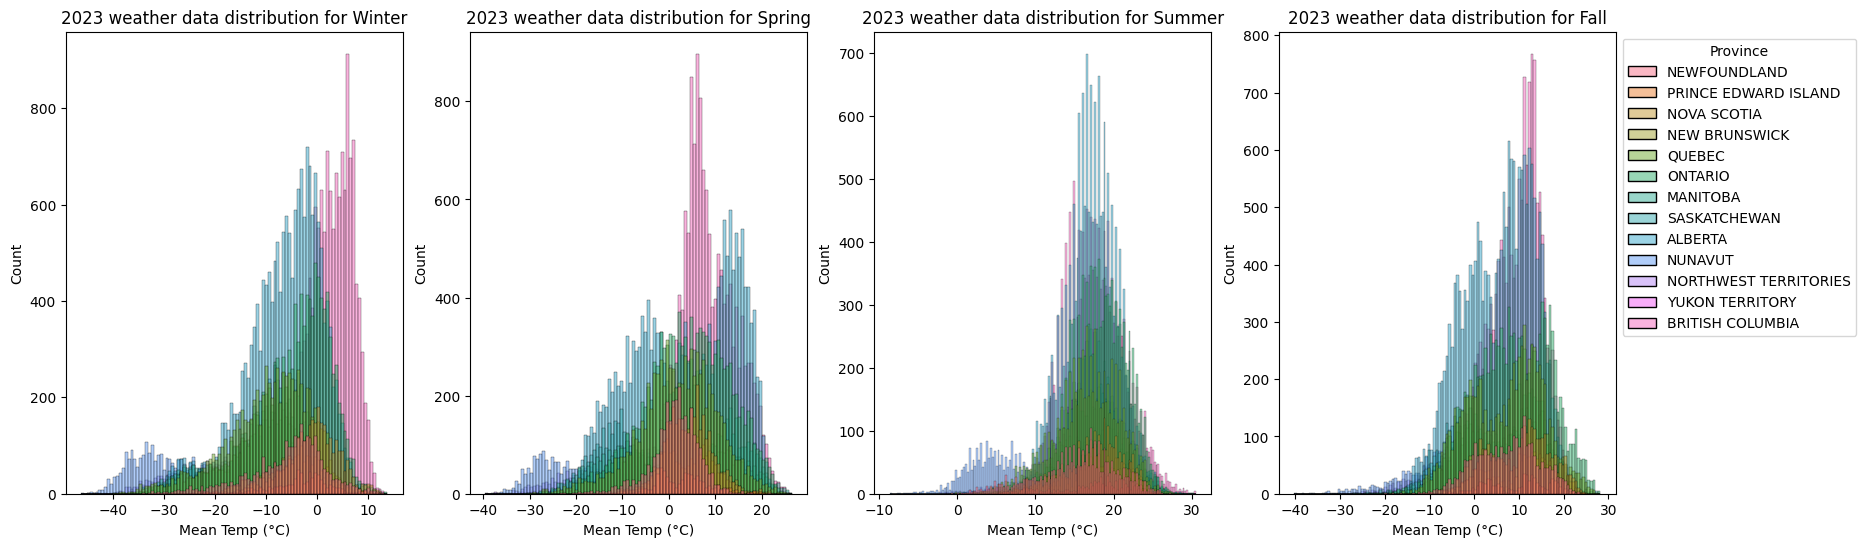 2023 weather data distribution for Winter
800
600
400
200
0
Count
−40
−30
−20
−10
0
10
Mean Temp (°C)
2023 weather data distribution for Spring
800
600
400
200
0
Count
−40
−30
−20
−10
0
10
20
Mean Temp (°C)
2023 weather data distribution for Summer
700
600
500
400
300
200
100
0
Count
−10
0
10
20
30
Mean Temp (°C)
2023 weather data distribution for Fall
800
700
600
500
400
300
200
100
0
Count
−40
−30
−20
−10
0
10
20
30
Mean Temp (°C)
Province
NEWFOUNDLAND
PRINCE EDWARD ISLAND
NOVA SCOTIA
NEW BRUNSWICK
QUEBEC
ONTARIO
MANITOBA
SASKATCHEWAN
ALBERTA
NUNAVUT
NORTHWEST TERRITORIES
YUKON TERRITORY
BRITISH COLUMBIA